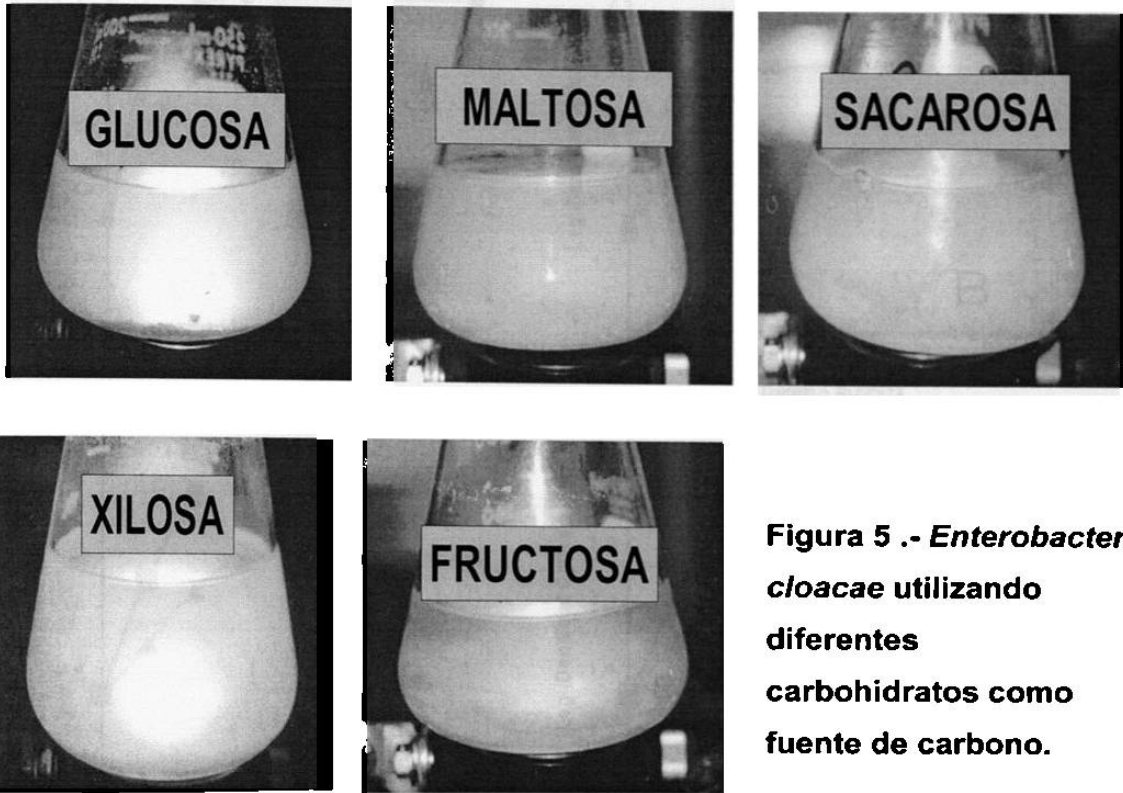 GLUCOSA
MALTOSA
SACAROSA
XILOSA
FRUCTOSA
Figura 5 .- Enterobacter
cloacae utilizando
diferentes
carbohidratos como
fuente de carbono.